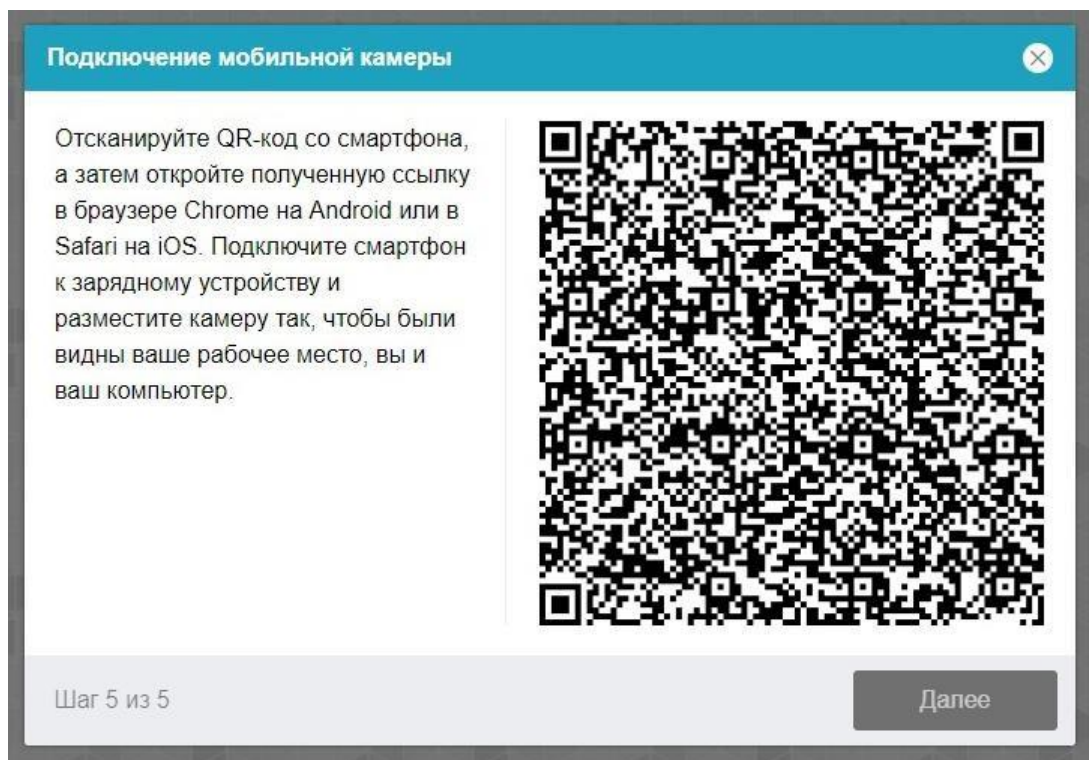 Подключение мобильной камеры
Отсканируйте QR-код со смартфона,
а затем откройте полученную ссылку
в браузере Chrome на Android или в
Safari на iOS. Подключите смартфон
к зарядному устройству и
разместите камеру так, чтобы были
видны ваше рабочее место, вы и
ваш компьютер.
Шаг 5 из 5
Далее